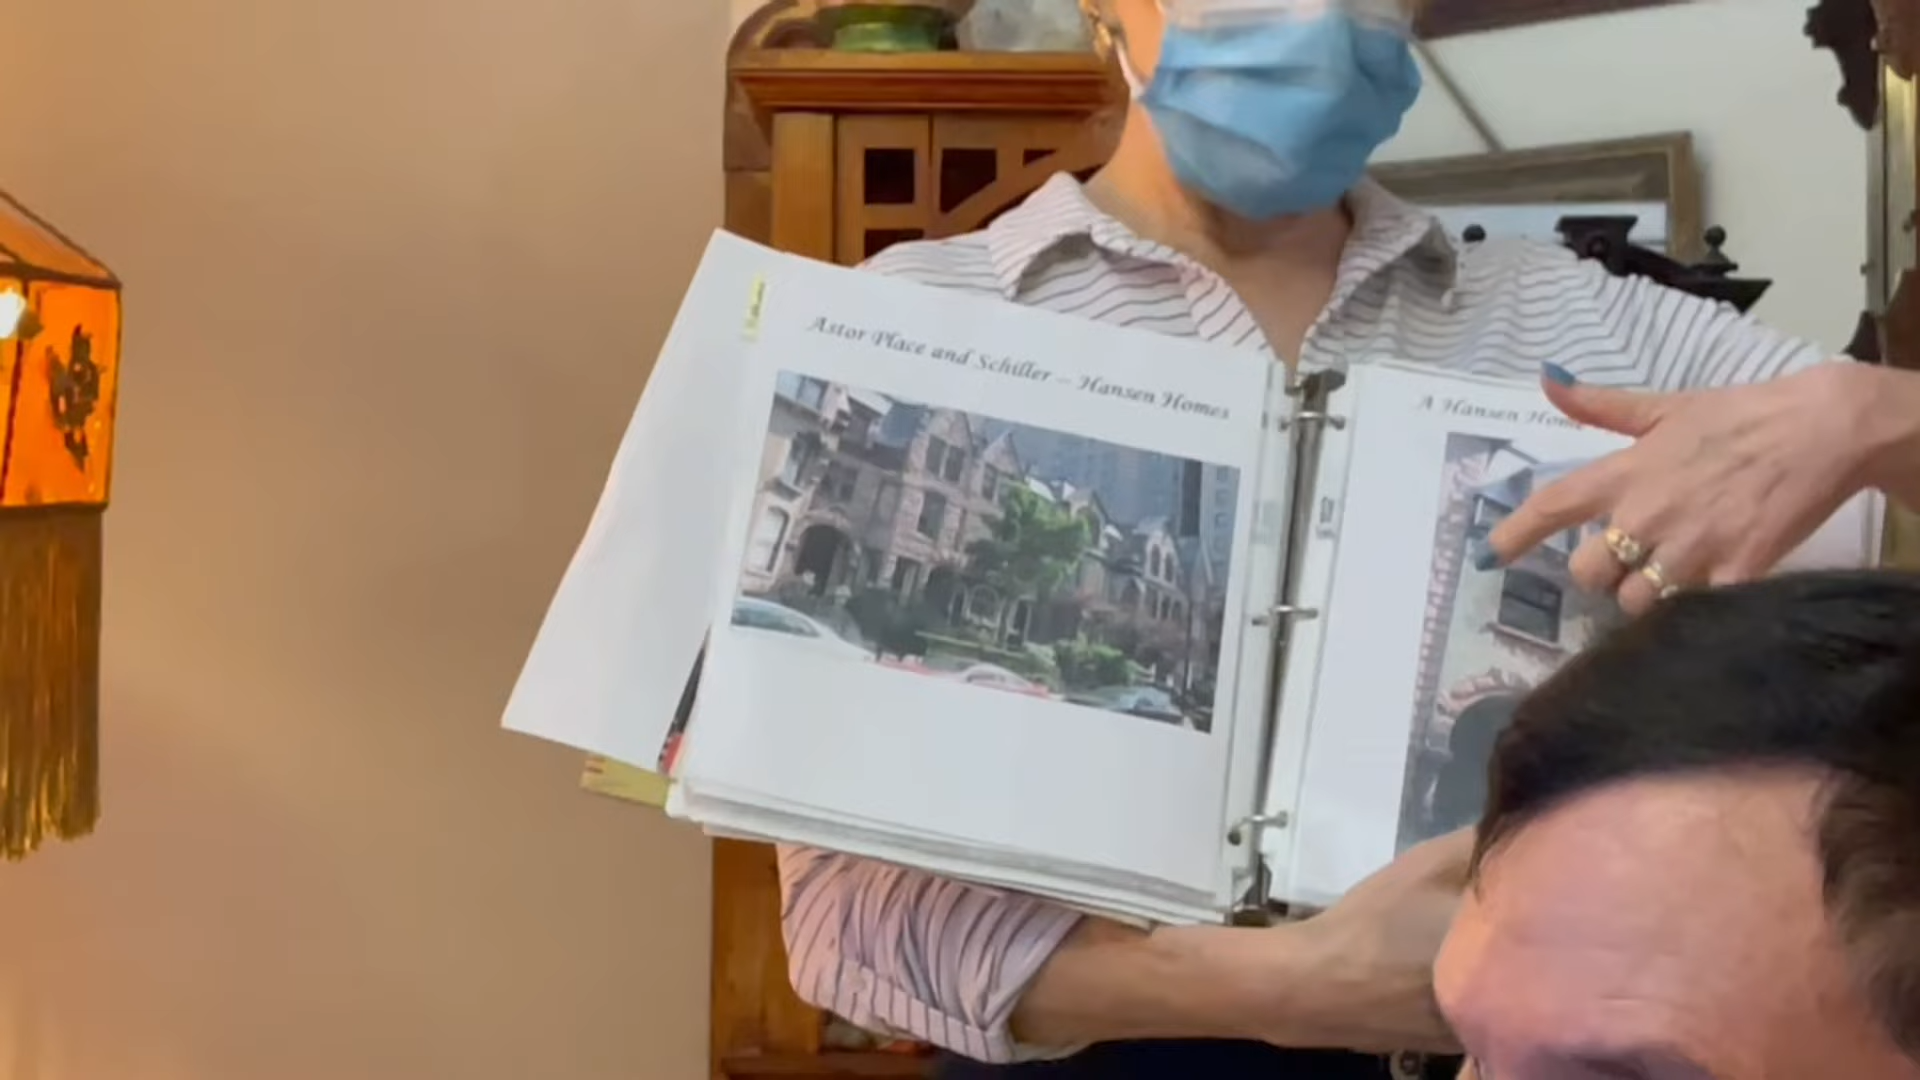 Astor Place and Schiller – Hansen Homes
A Hansen Home